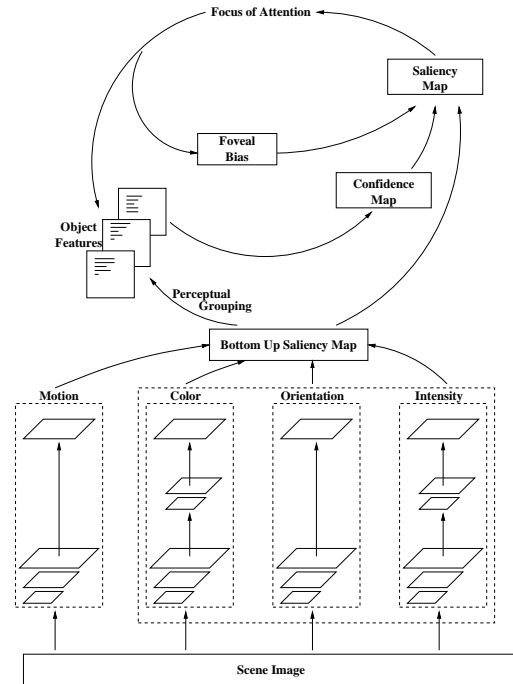 Focus of Attention
Saliency
Map
Foveal
Bias
Confidence
Map
Object
Features
Perceptual
Grouping
Bottom Up Saliency Map
Motion
Color
Orientation
Intensity
Scene Image